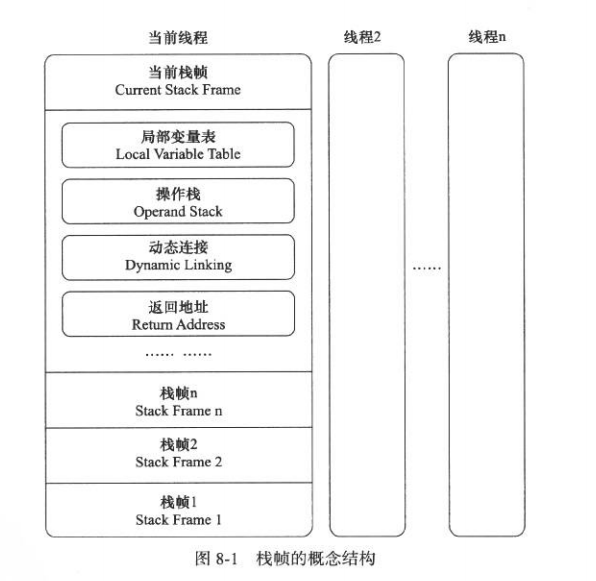 当前线程
线程2
线程n
当前栈帧
Current Stack Frame
局部变量表
Local Variable Table
操作栈
Operand Stack
动态连接
Dynamic Linking
返回地址
Return Address
…… ……
……
栈帧n
Stack Frame n
栈帧2
Stack Frame 2
栈帧1
Stack Frame 1
图 8-1 栈帧的概念结构